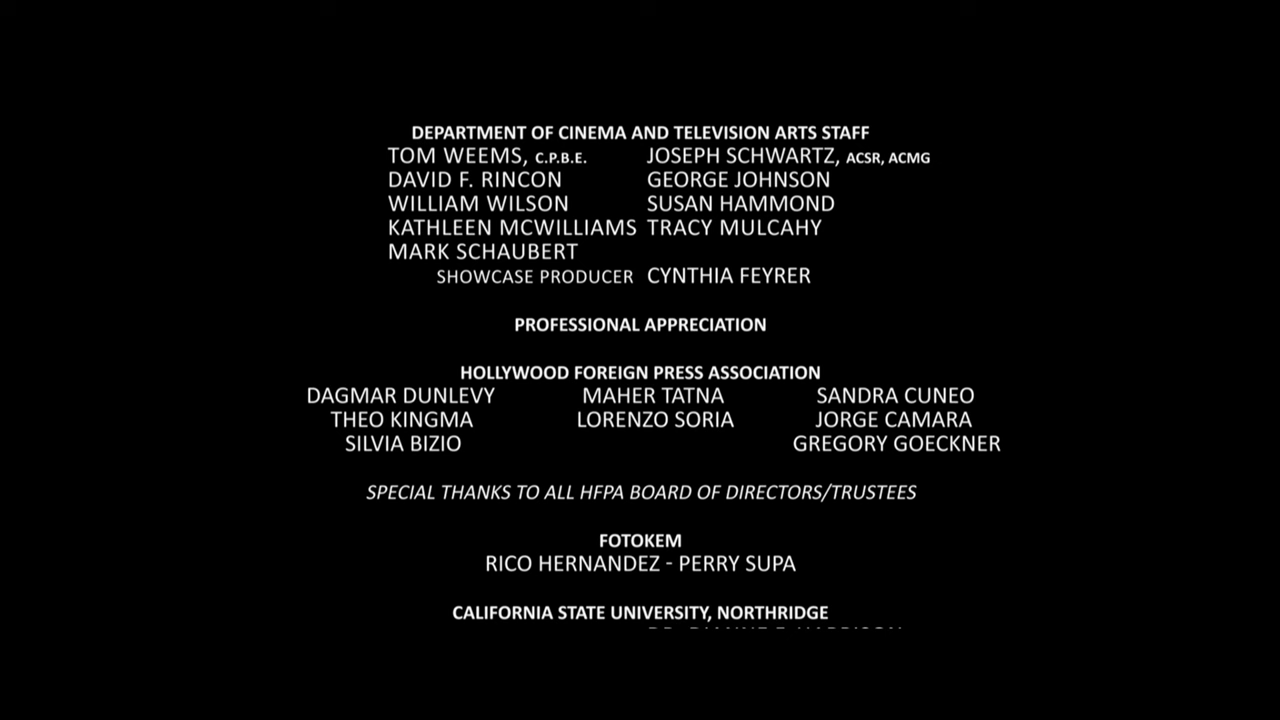 DEPARTMENT OF CINEMA AND TELEVISION ARTS STAFF
TOM WEEMS, C.P.B.E. JOSEPH SCHWARTZ, ACSR, ACMG
DAVID F. RINCON GEORGE JOHNSON
WILLIAM WILSON SUSAN HAMMOND
KATHLEEN MCWILLIAMS TRACY MULCAHY
MARK SCHAUBERT
SHOWCASE PRODUCER CYNTHIA FEYRER
PROFESSIONAL APPRECIATION
HOLLYWOOD FOREIGN PRESS ASSOCIATION
DAGMAR DUNLEVY MAHER TATNA SANDRA CUNEO
THEO KINGMA LORENZO SORIA JORGE CAMARA
SILVIA BIZIO GREGORY GOECKNER
SPECIAL THANKS TO ALL HFPA BOARD OF DIRECTORS/TRUSTEES
FOTOKEM
RICO HERNANDEZ - PERRY SUPA
CALIFORNIA STATE UNIVERSITY, NORTHRIDGE